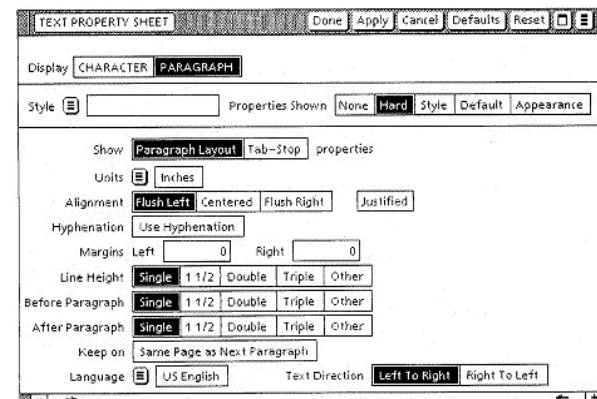 TEXT PROPERTY SHEET Done Apply Cancel Defaults Reset
Display CHARACTER PARAGRAPH
Style Properties Shown None Hard Style Default Appearance
Show Paragraph Layout Tab-Stop properties
Units Inches
Alignment Flush Left Centered Flush Right Justified
Hyphenation Use Hyphenation
Margins Left 0 Right 0
Line Height Single 1 1/2 Double Triple Other
Before Paragraph Single 1 1/2 Double Triple Other
After Paragraph Single 1 1/2 Double Triple Other
Keep on Same Page as Next Paragraph
Language US English Text Direction Left To Right Right To Left